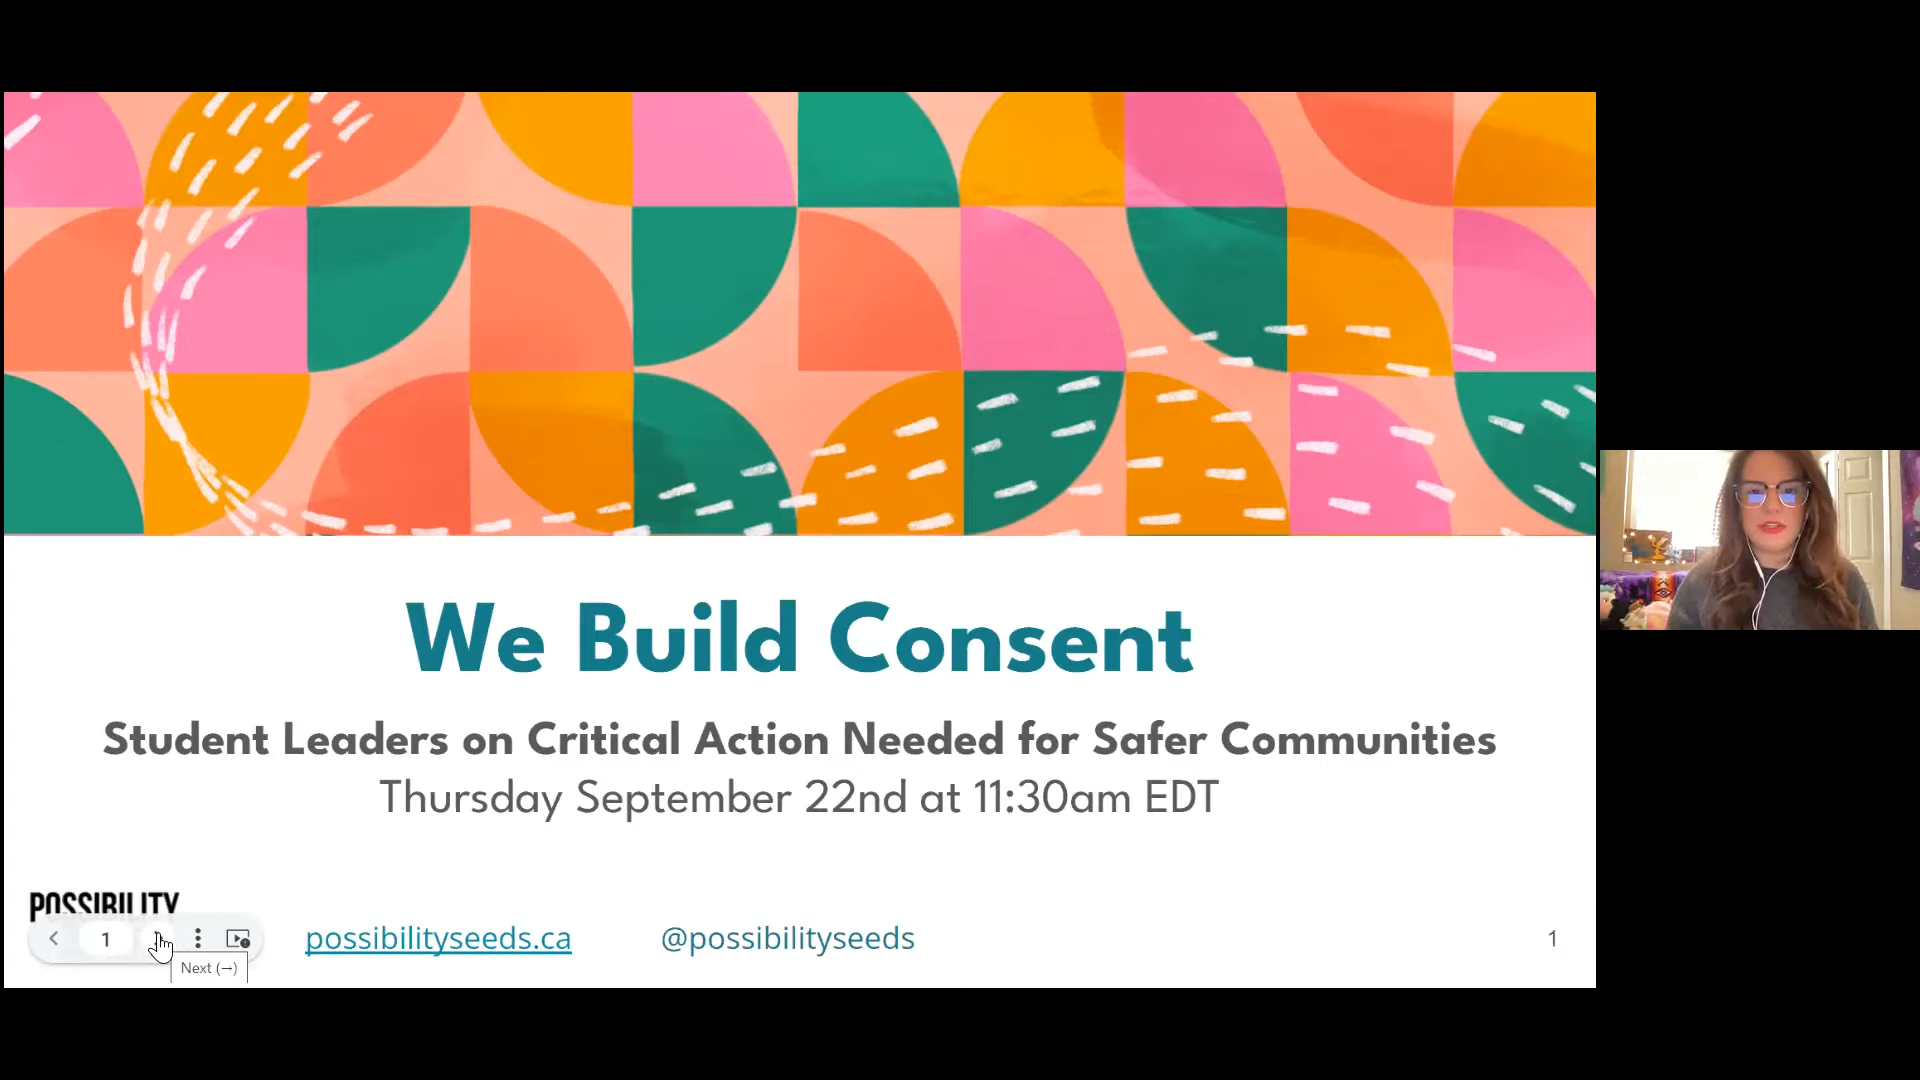 We Build Consent
Student Leaders on Critical Action Needed for Safer Communities
Thursday September 22nd at 11:30am EDT
POSSIBILITY
1
possibilityseeds.ca
@possibilityseeds
1
Next (→)